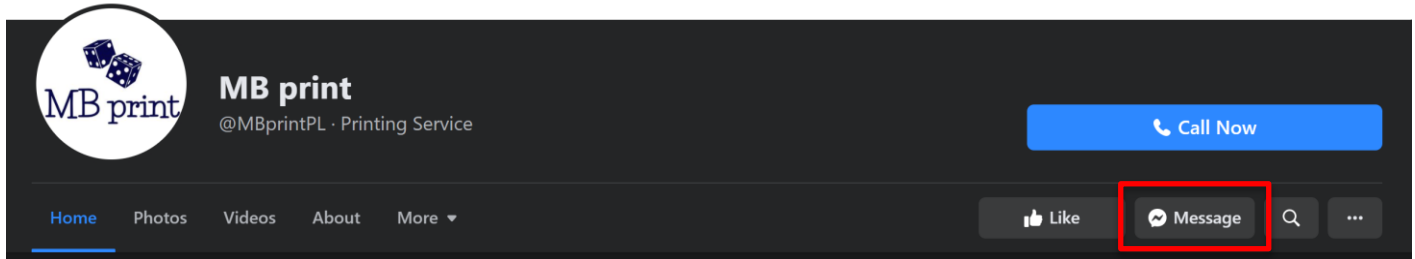 MB print
MB print
@MBprintPL · Printing Service
Call Now
Home Photos Videos About More
Like Message